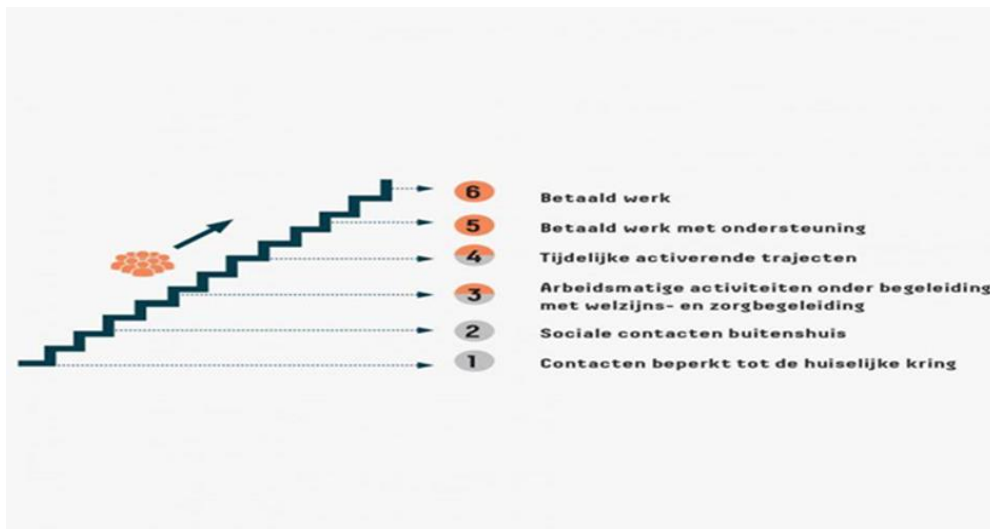 6 Betaald werk
5 Betaald werk met ondersteuning
4 Tijdelijke activerende trajecten
3 Arbeidsmatige activiteiten onder begeleiding
met welzijns- en zorgbegeleiding
2 Sociale contacten buitenshuis
1 Contacten beperkt tot de huiselijke kring